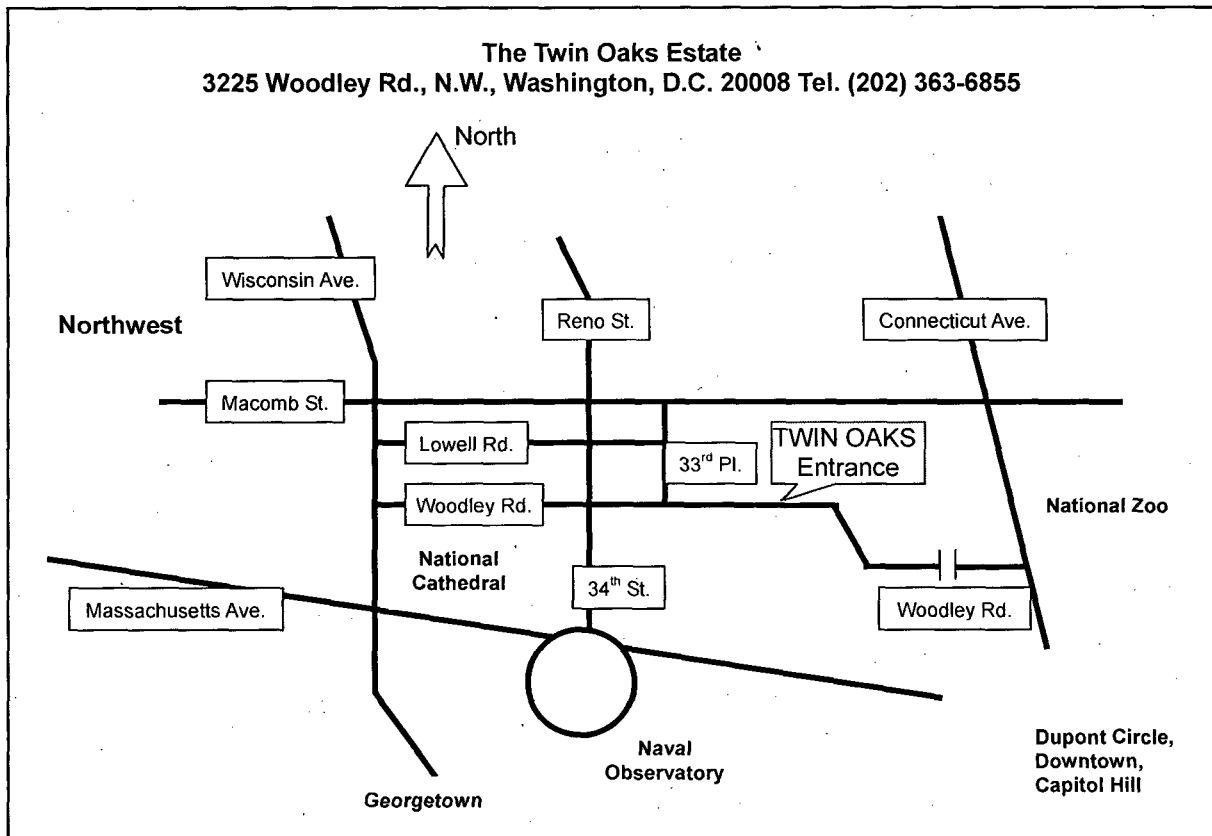 The Twin Oaks Estate
3225 Woodley Rd., N.W., Washington, D.C. 20008 Tel. (202) 363-6855
North
Wisconsin Ave.
Northwest
Reno St.
Connecticut Ave.
Macomb St.
Lowell Rd.
33rd Pl.
TWIN OAKS
Entrance
Woodley Rd.
National Zoo
National
Cathedral
34th St.
Massachusetts Ave.
Woodley Rd.
Naval
Observatory
Georgetown
Dupont Circle,
Downtown,
Capitol Hill